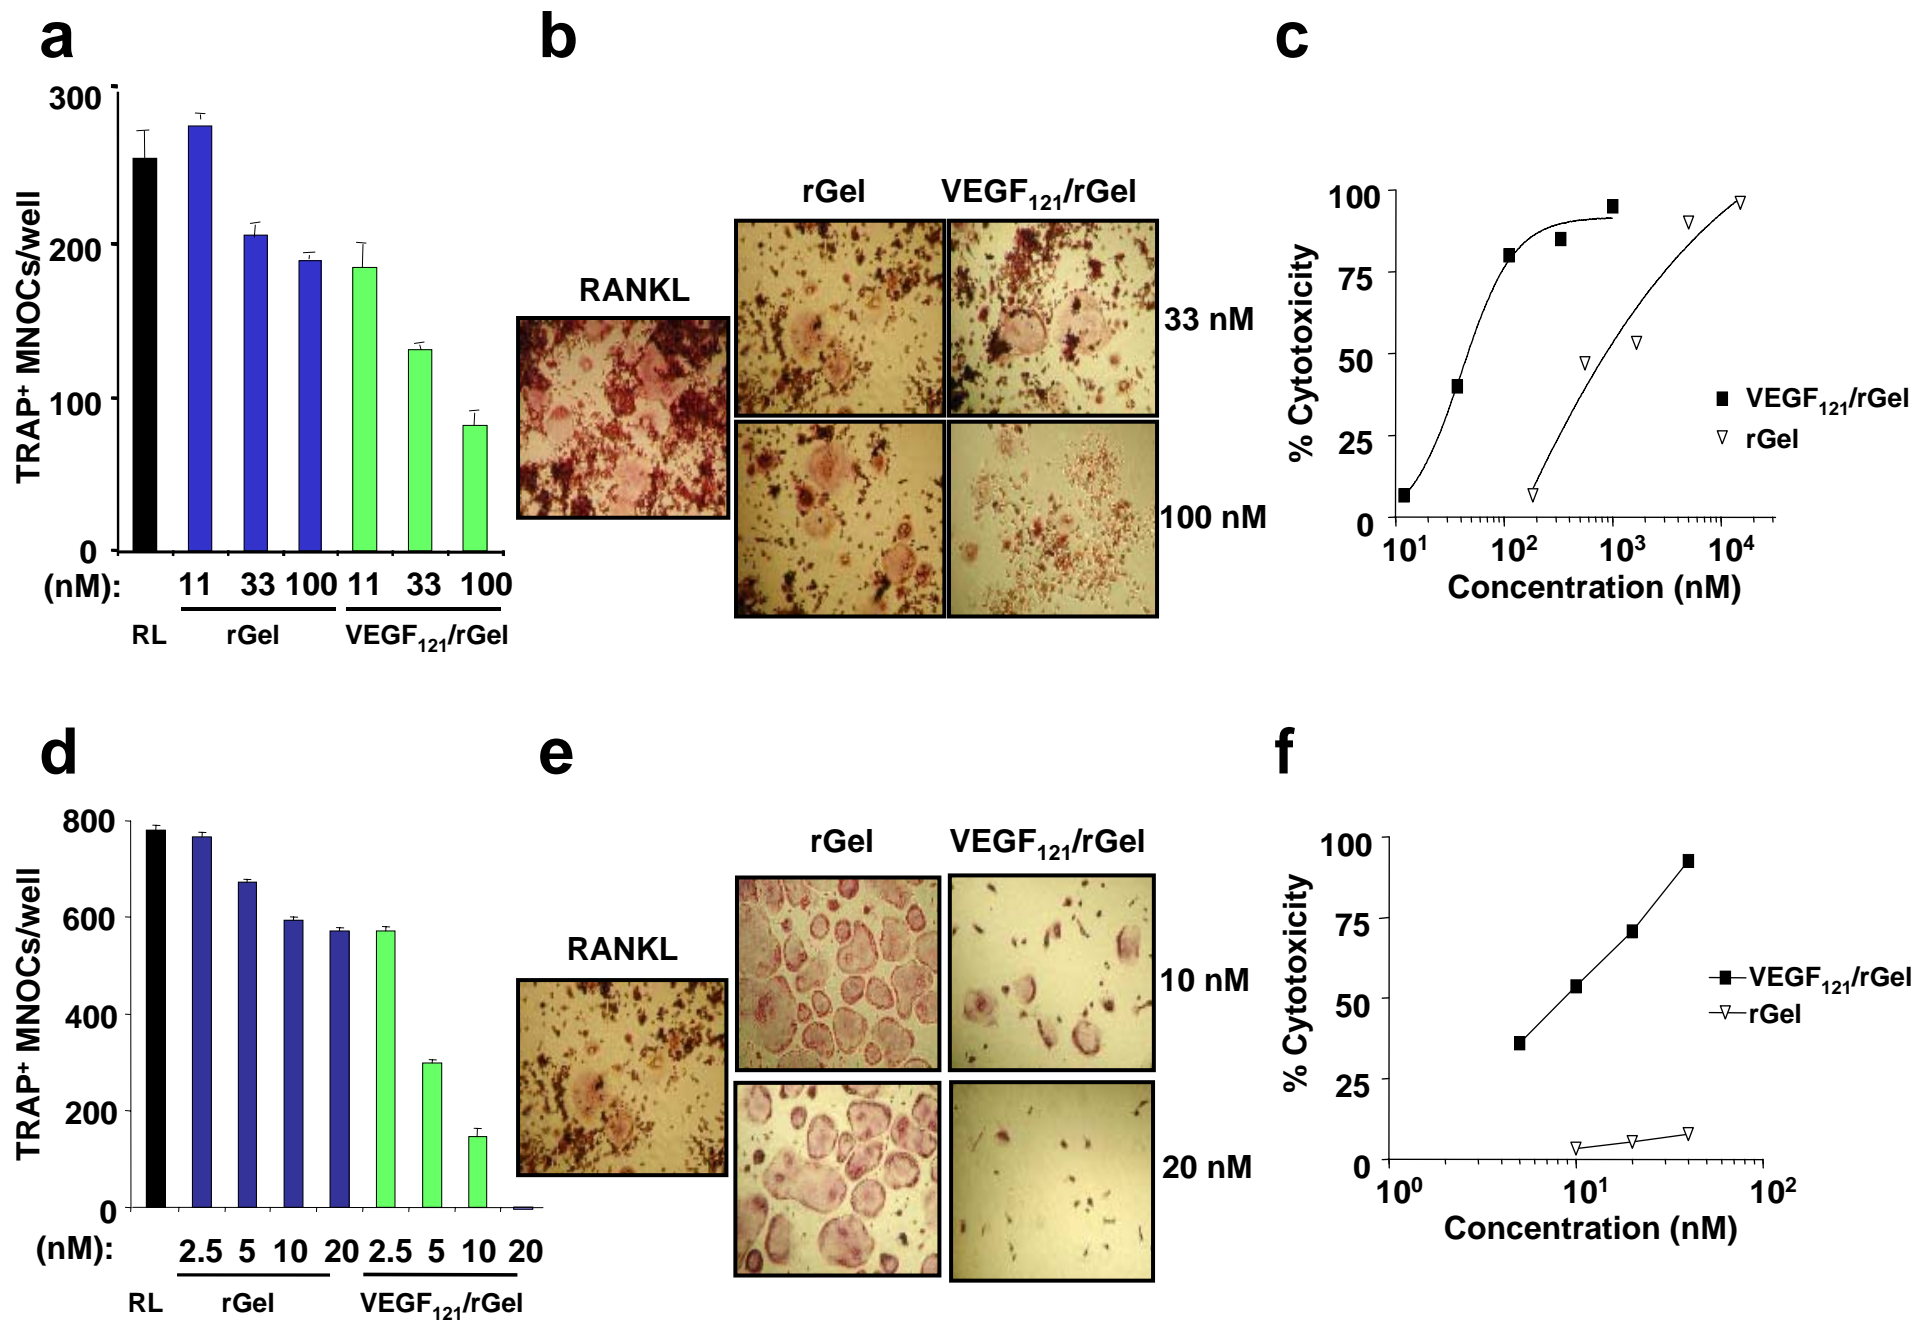 a
300
200
100
0
TRAP⁺ MNOCs/well
(nM): 11 33 100 11 33 100
RL rGel VEGF₁₂₁/rGel
b
RANKL
rGel VEGF₁₂₁/rGel
33 nM
100 nM
c
100
75
50
25
0
% Cytotoxicity
10¹ 10² 10³ 10⁴
Concentration (nM)
VEGF₁₂₁/rGel
rGel
d
800
600
400
200
0
TRAP⁺ MNOCs/well
(nM): 2.5 5 10 20 2.5 5 10 20
RL rGel VEGF₁₂₁/rGel
e
RANKL
rGel VEGF₁₂₁/rGel
10 nM
20 nM
f
100
75
50
25
0
% Cytotoxicity
10⁰ 10¹ 10²
Concentration (nM)
VEGF₁₂₁/rGel
rGel